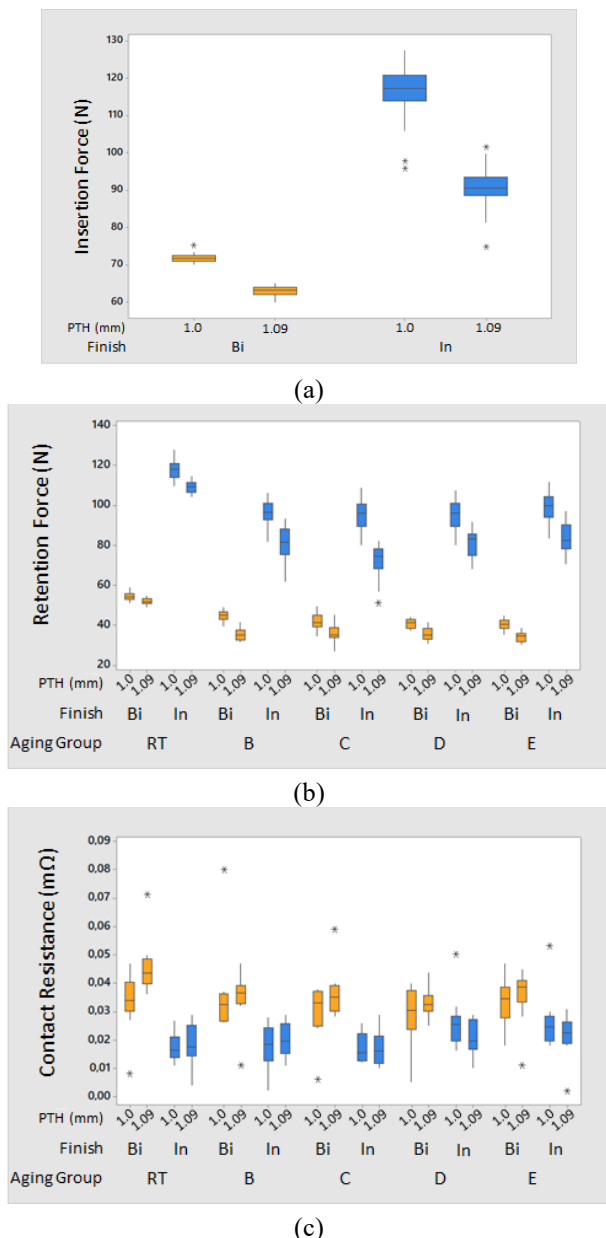 Insertion Force (N)
130
120
110
100
90
80
70
60
PTH (mm) 1.0 1.09 1.0 1.09
Finish Bi In
(a)
Retention Force (N)
140
120
100
80
60
40
20
PTH (mm) 1.0 1.09 1.0 1.09 1.0 1.09 1.0 1.09 1.0 1.09 1.0 1.09 1.0 1.09 1.0 1.09 1.0 1.09 1.0 1.09
Finish Bi In Bi In Bi In Bi In Bi In
Aging Group RT B C D E
(b)
Contact Resistance (mΩ)
0,09
0,08
0,07
0,06
0,05
0,04
0,03
0,02
0,01
0,00
PTH (mm) 1.0 1.09 1.0 1.09 1.0 1.09 1.0 1.09 1.0 1.09 1.0 1.09 1.0 1.09 1.0 1.09 1.0 1.09 1.0 1.09
Finish Bi In Bi In Bi In Bi In Bi In
Aging Group RT B C D E
(c)